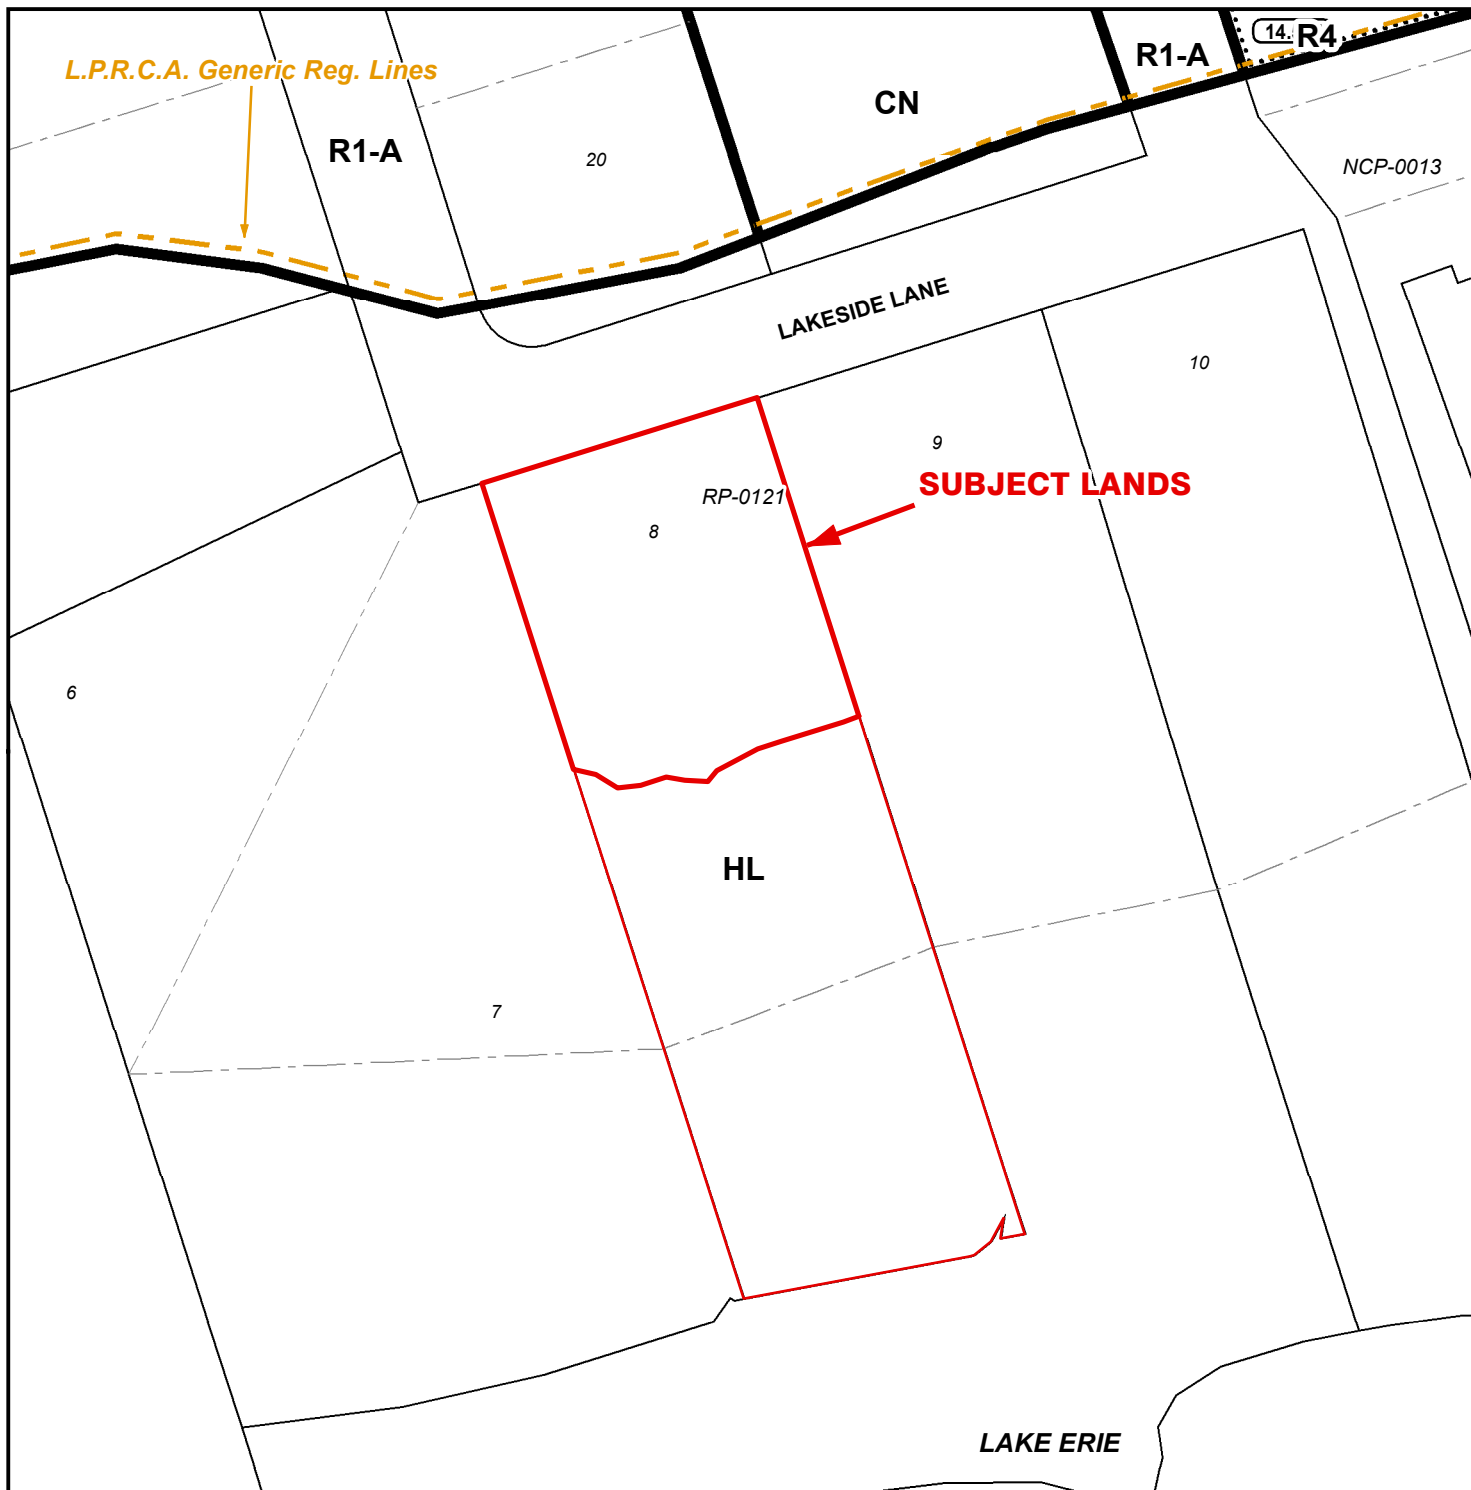 14.
R4
R1-A
L.P.R.C.A. Generic Reg. Lines
CN
R1-A
20
NCP-0013
LAKESIDE LANE
10
9
SUBJECT LANDS
RP-0121
8
6
HL
7
LAKE ERIE